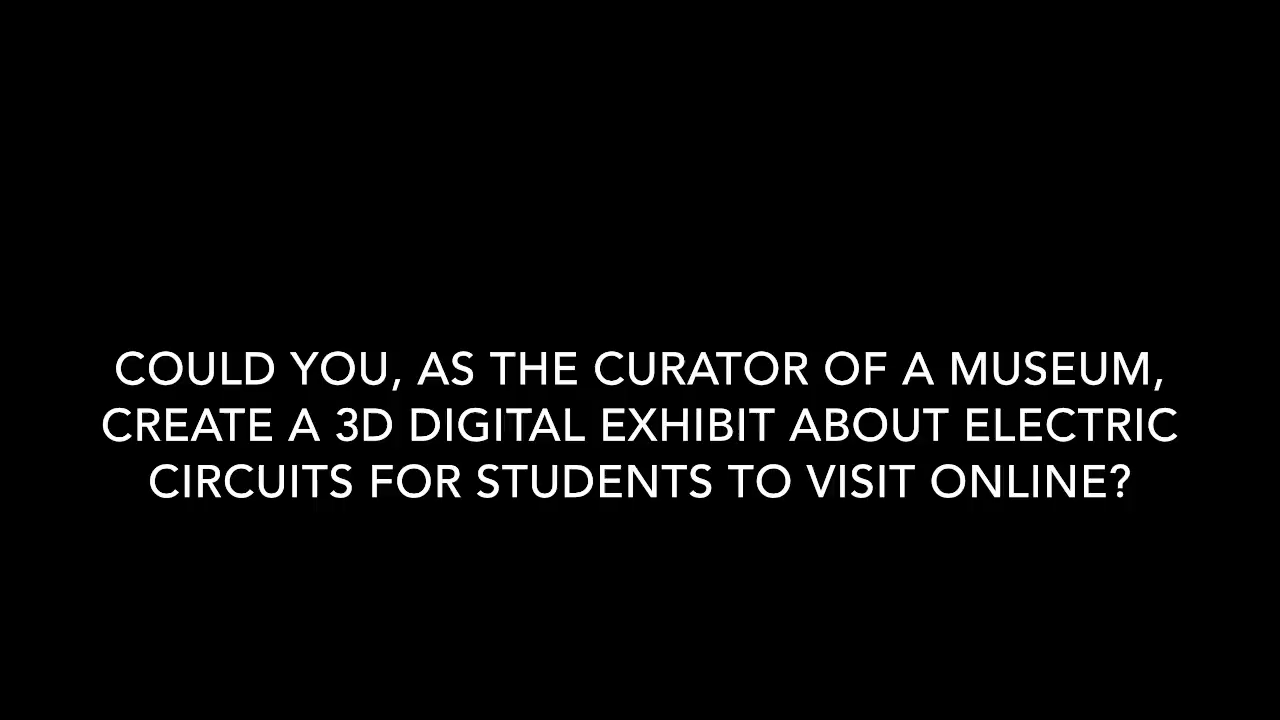 COULD YOU, AS THE CURATOR OF A MUSEUM,
CREATE A 3D DIGITAL EXHIBIT ABOUT ELECTRIC
CIRCUITS FOR STUDENTS TO VISIT ONLINE?